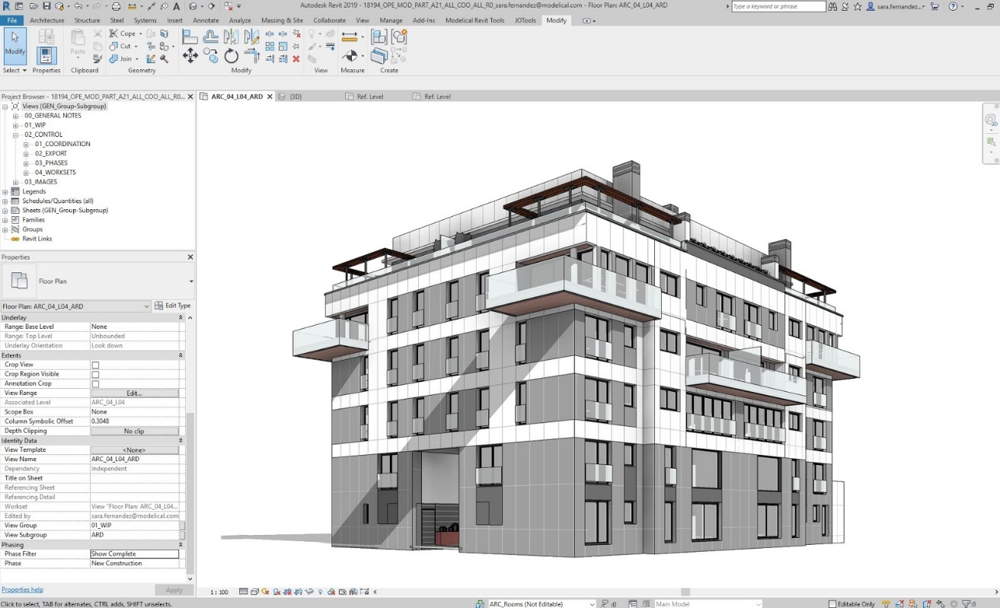 Autodesk Revit 2019 - 18194_OPE_MOD_PART_A21_ALL_COO_ALL_R0_sara.fernandez@modelical.com - Floor Plan: ARC_04_L04_ARD
Type a keyword or phrase
sara.fernandez...
File Architecture Structure Steel Systems Insert Annotate Analyze Massing & Site Collaborate View Manage Add-Ins Modelical Revit Tools JOTools Modify
Modify
Paste
Cope
Cut
Join
Select Properties Clipboard Geometry Modify View Measure Create
Project Browser - 18194_OPE_MOD_PART_A21_ALL_COO_ALL_R0...
ARC_04_L04_ARD {3D} Ref. Level Ref. Level
Views (GEN_Group-Subgroup)
00_GENERAL NOTES
01_WIP
02_CONTROL
01_COORDINATION
02_EXPORT
03_PHASES
04_WORKSETS
03_IMAGES
Legends
Schedules/Quantities (all)
Sheets (GEN_Group-Subgroup)
Families
Groups
Revit Links
Properties
Floor Plan
Floor Plan: ARC_04_L04_ARD Edit Type
Underlay
Range: Base Level None
Range: Top Level Unbounded
Underlay Orientation Look down
Extents
Crop View
Crop Region Visible
Annotation Crop
View Range Edit...
Associated Level ARC_04_L04
Scope Box None
Column Symbolic Offset 0.3048
Depth Clipping No clip
Identity Data
View Template <None>
View Name ARC_04_L04_ARD
Dependency Independent
Title on Sheet
Referencing Sheet
Referencing Detail
Workset View "Floor Plan: ARC_04_L04...
Edited by sara.fernandez@modelical.com
View Group 01_WIP
View Subgroup ARD
Phasing
Phase Filter Show Complete
Phase New Construction
Properties help Apply
1 : 100
Click to select, TAB for alternates, CTRL adds, SHIFT unselects.
ARC_Rooms (Not Editable)
:0
Main Model
Editable Only
:0